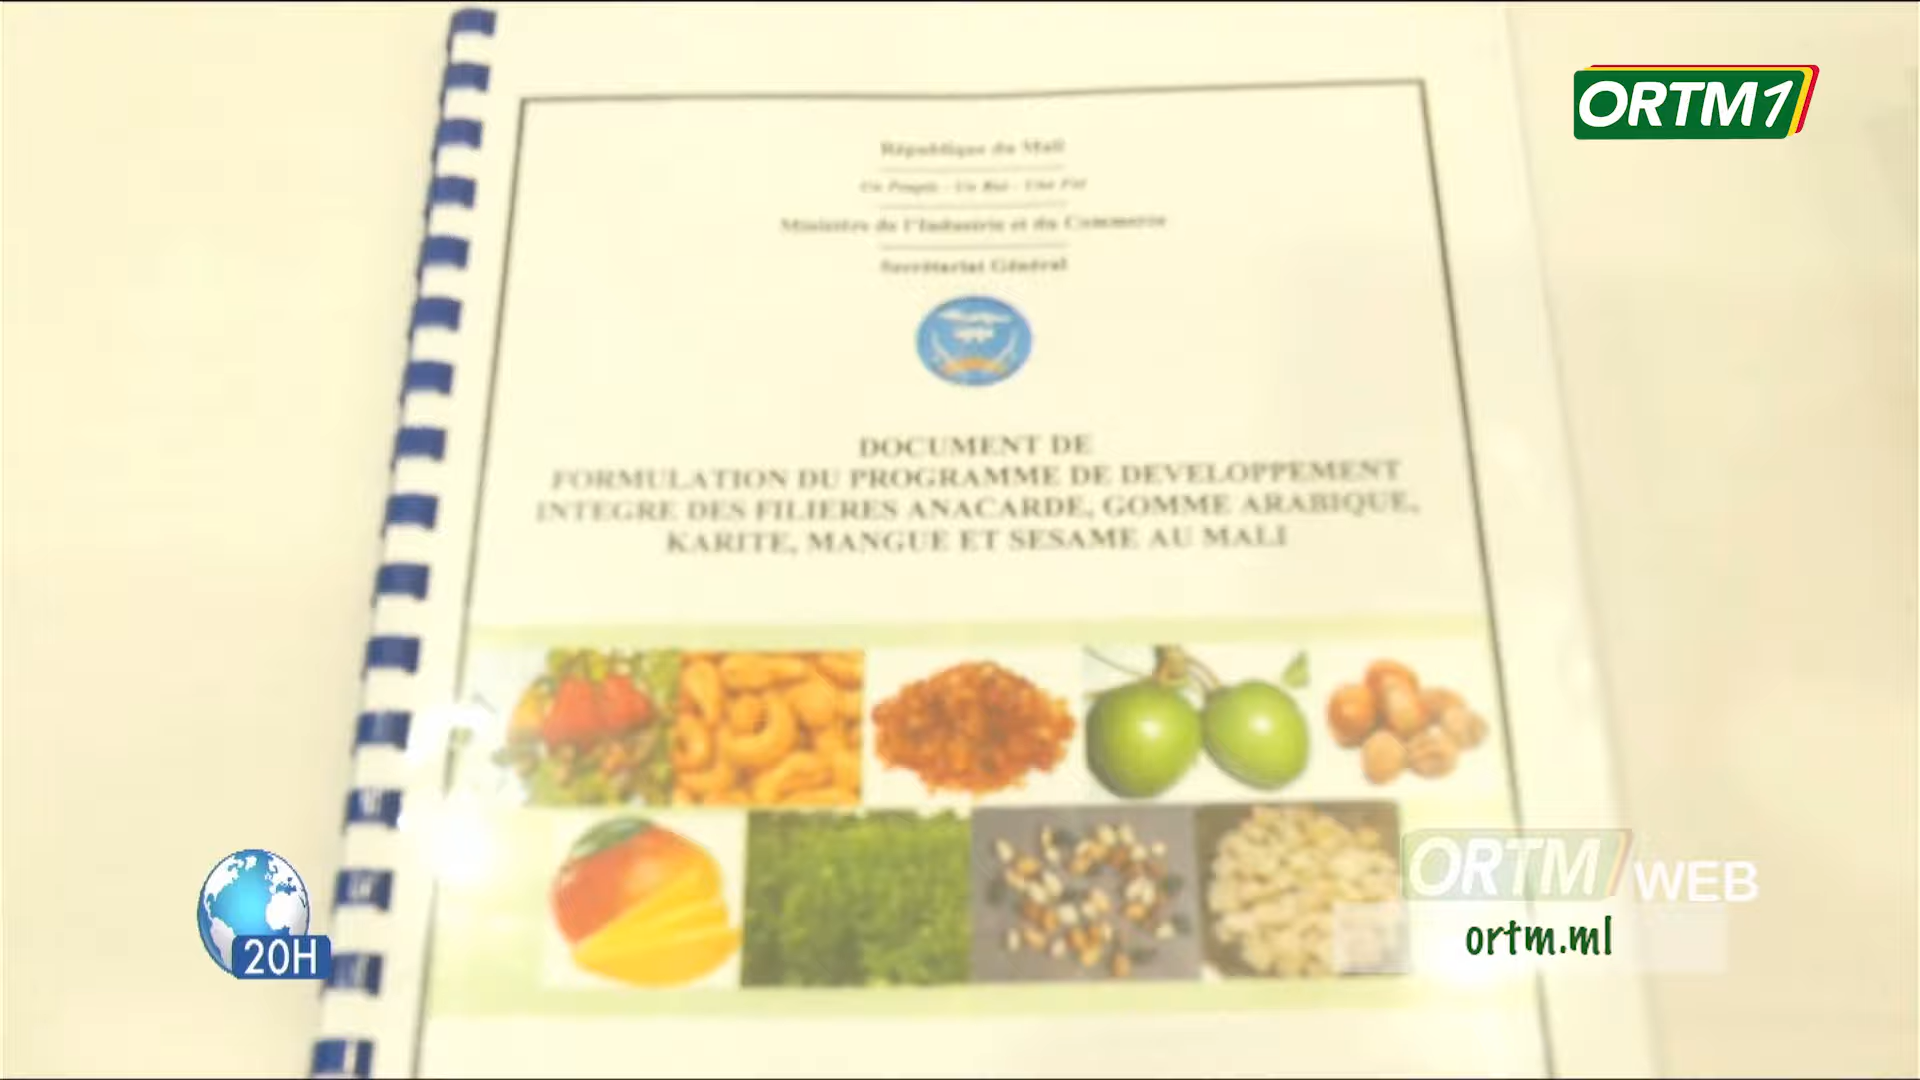 ORTM1
République du Mali
Un Peuple - Un But - Une Foi
Ministère de l'Industrie et du Commerce
Secrétariat Général
DOCUMENT DE
FORMULATION DU PROGRAMME DE DEVELOPPEMENT
INTEGRE DES FILIERES ANACARDE, GOMME ARABIQUE,
KARITE, MANGUE ET SESAME AU MALI
ORTM WEB
ortm.ml
20H